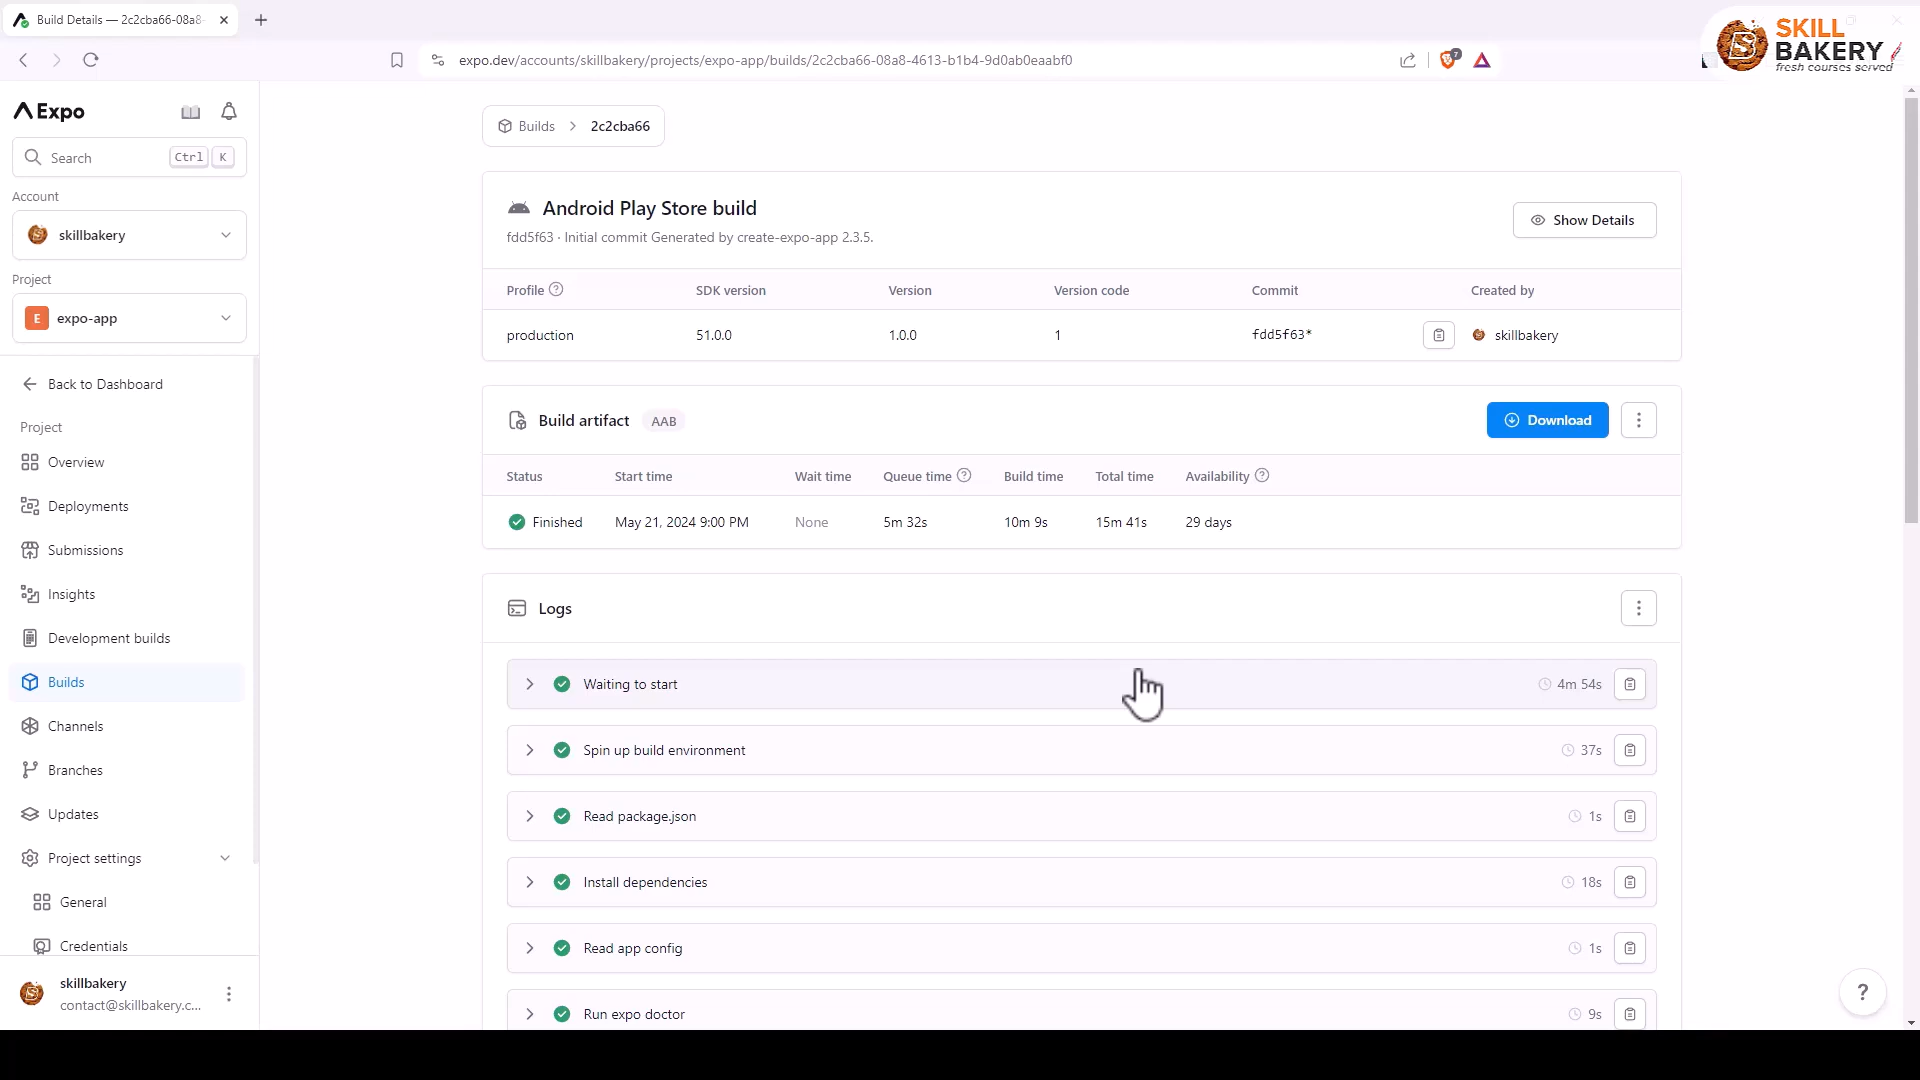 Build Details — 2c2cba66-08a8-
expo.dev/accounts/skillbakery/projects/expo-app/builds/2c2cba66-08a8-4613-b1b4-9d0ab0eaabf0
7
SKILL
BAKERY
fresh courses served
Expo
Search Ctrl K
Account
skillbakery
Project
E expo-app
Back to Dashboard
Project
Overview
Deployments
Submissions
Insights
Development builds
Builds
Channels
Branches
Updates
Project settings
General
Credentials
skillbakery
contact@skillbakery.c...
Builds > 2c2cba66
Android Play Store build
fdd5f63 · Initial commit Generated by create-expo-app 2.3.5.
Show Details
Profile SDK version Version Version code Commit Created by
production 51.0.0 1.0.0 1 fdd5f63* skillbakery
Build artifact AAB
Download
Status Start time Wait time Queue time Build time Total time Availability
Finished May 21, 2024 9:00 PM None 5m 32s 10m 9s 15m 41s 29 days
Logs
Waiting to start 4m 54s
Spin up build environment 37s
Read package.json 1s
Install dependencies 18s
Read app config 1s
Run expo doctor 9s
?